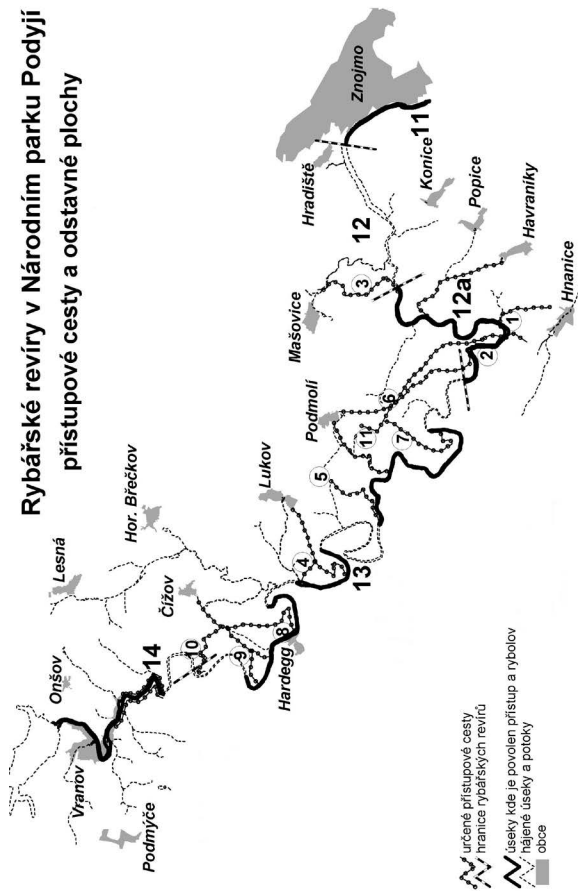 Rybářské revíry v Národním parku Podyjí
přístupové cesty a odstavné plochy
Znojmo
11
Hradiště
Konice
12
Popice
Havraníky
Mašovice
3
12a
Hnanice
1
2
6
Podmolí
11
7
5
Lukov
Hor. Břečkov
4
13
Lesná
Čížov
8
Hardegg
9
10
14
Onšov
Vranov
Podmýče
určené přístupové cesty
hranice rybářských revírů
úseky kde je povolen přístup a rybolov
hájené úseky a potoky
obce